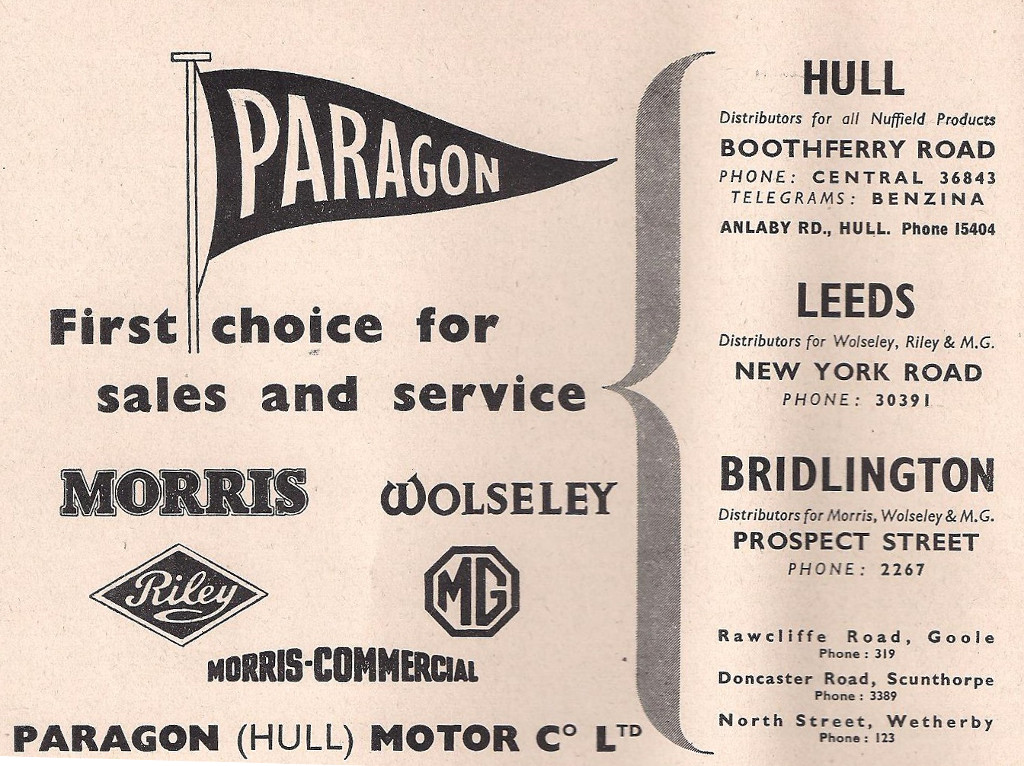 PARAGON
First choice for
sales and service
MORRIS
WOLSELEY
Riley
MG
MORRIS-COMMERCIAL
PARAGON (HULL) MOTOR Cº LTD
HULL
Distributors for all Nuffield Products
BOOTHFERRY ROAD
PHONE: CENTRAL 36843
TELEGRAMS: BENZINA
ANLABY RD., HULL. Phone 15404
LEEDS
Distributors for Wolseley, Riley & M.G.
NEW YORK ROAD
PHONE: 30391
BRIDLINGTON
Distributors for Morris, Wolseley & M.G.
PROSPECT STREET
PHONE: 2267
Rawcliffe Road, Goole
Phone : 319
Doncaster Road, Scunthorpe
Phone : 3389
North Street, Wetherby
Phone : 123